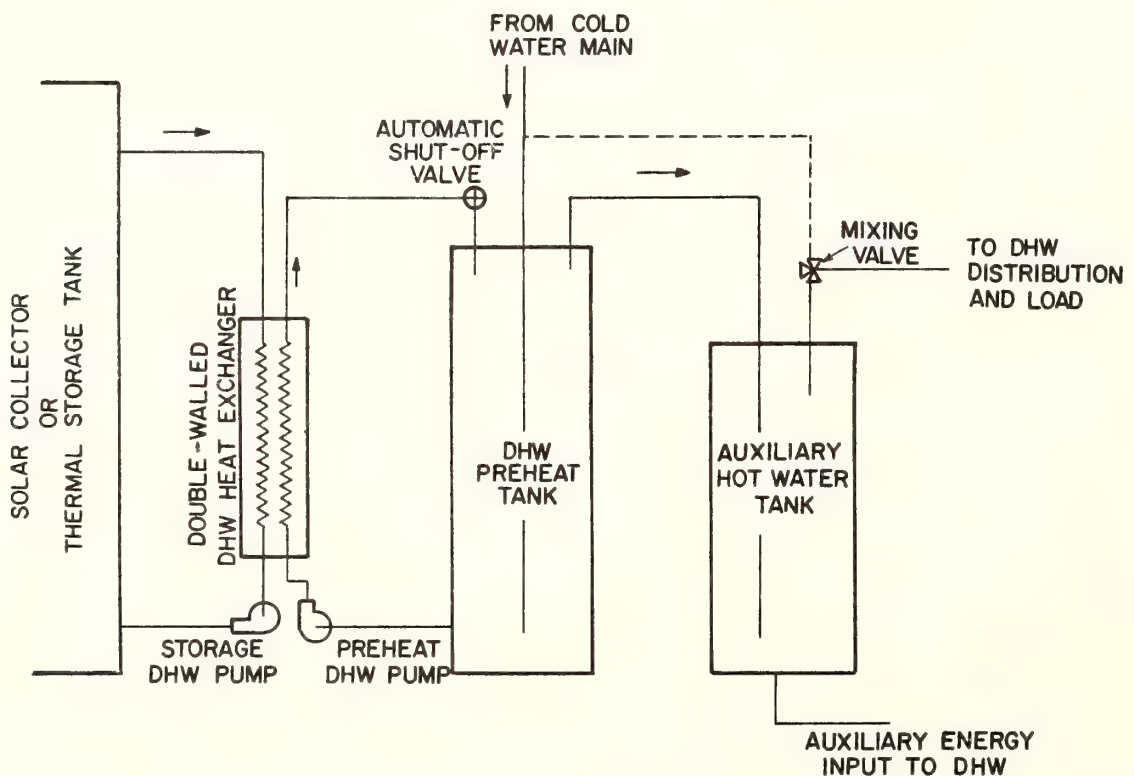 FROM COLD
WATER MAIN
AUTOMATIC
SHUT-OFF
VALVE
MIXING
VALVE
TO DHW
DISTRIBUTION
AND LOAD
SOLAR COLLECTOR
OR
THERMAL STORAGE TANK
DOUBLE-WALLED
DHW HEAT EXCHANGER
DHW
PREHEAT
TANK
AUXILIARY
HOT WATER
TANK
STORAGE
DHW PUMP
PREHEAT
DHW PUMP
AUXILIARY ENERGY
INPUT TO DHW